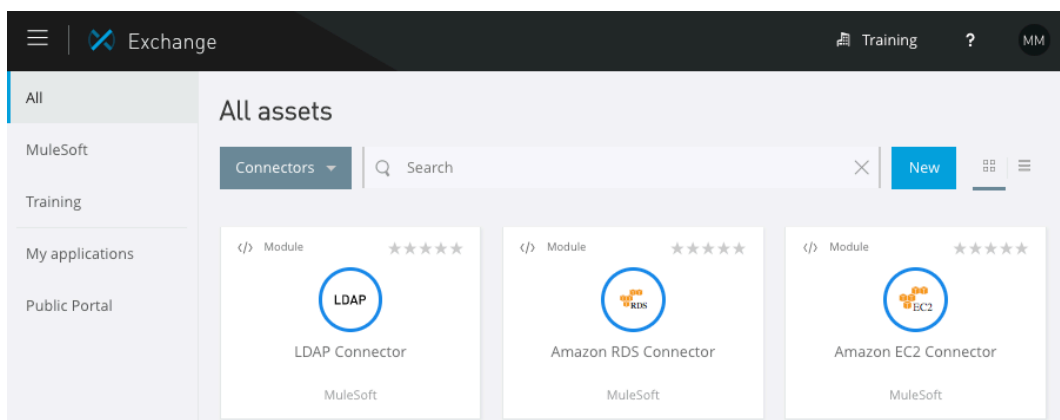 Exchange
Training
?
MM
All
MuleSoft
Training
My applications
Public Portal
All assets
Connectors
Search
New
</> Module
LDAP
LDAP Connector
MuleSoft
</> Module
RDS
Amazon RDS Connector
MuleSoft
</> Module
EC2
Amazon EC2 Connector
MuleSoft